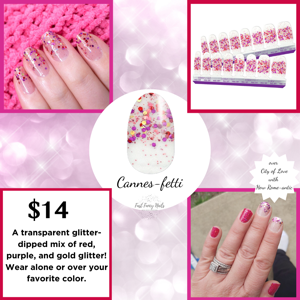 Cannes-fetti
Fast Fancy Nails
over
City of Love
with
New Rome-antic
$14
A transparent glitter-
dipped mix of red,
purple, and gold glitter!
Wear alone or over your
favorite color.